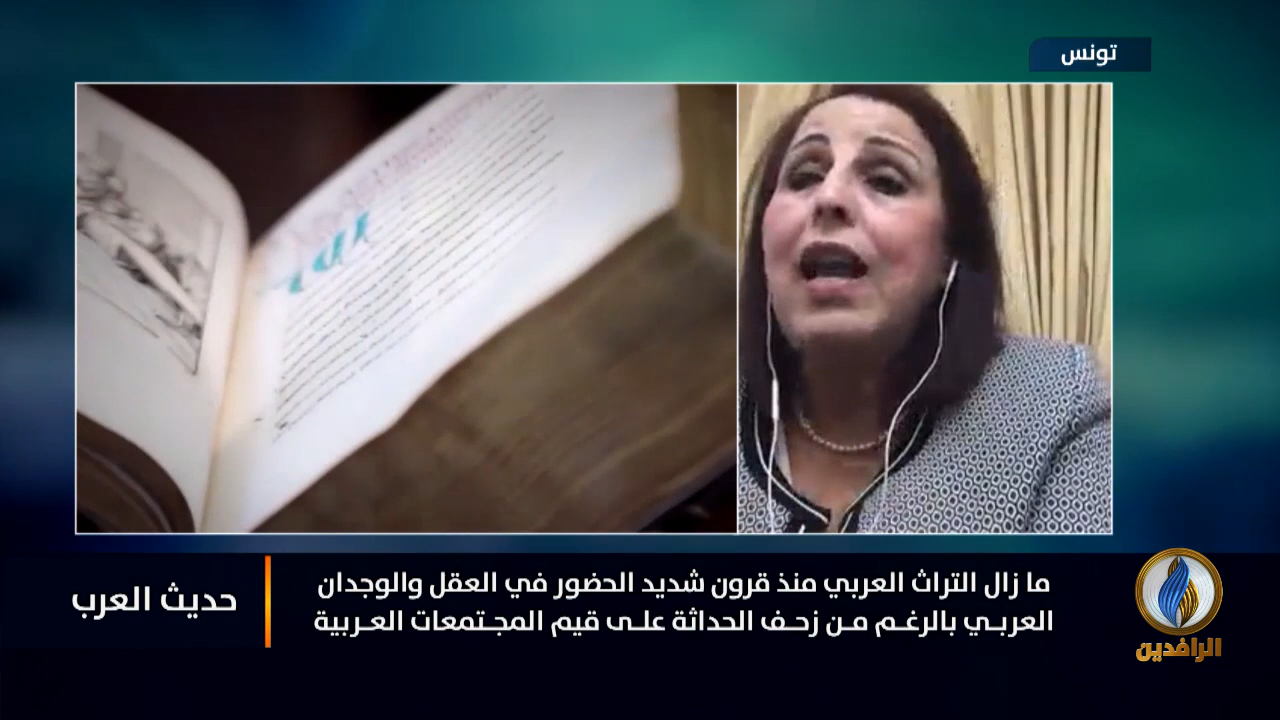 تونس
ما زال التراث العربي منذ قرون شديد الحضور في العقل والوجدان
العربي بالرغم من زحف الحداثة على قيم المجتمعات العربية
حديث العرب
الرافدين